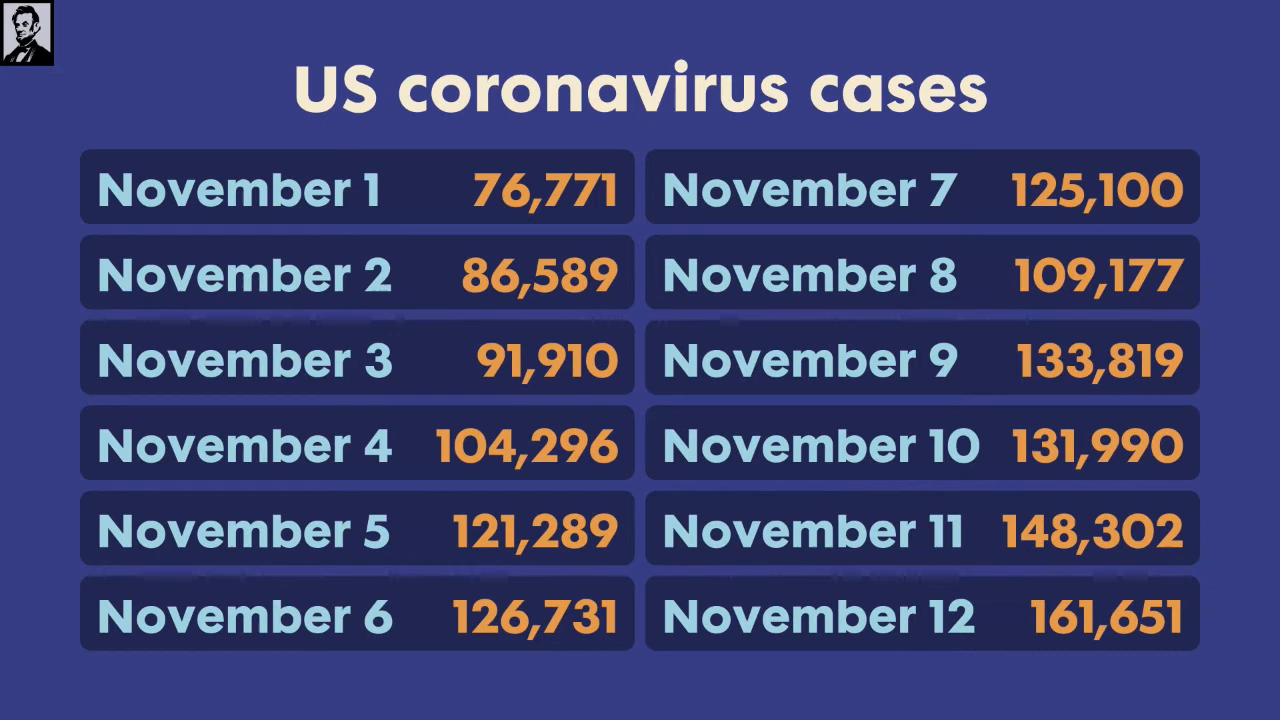 US coronavirus cases
November 1 76,771
November 2 86,589
November 3 91,910
November 4 104,296
November 5 121,289
November 6 126,731
November 7 125,100
November 8 109,177
November 9 133,819
November 10 131,990
November 11 148,302
November 12 161,651